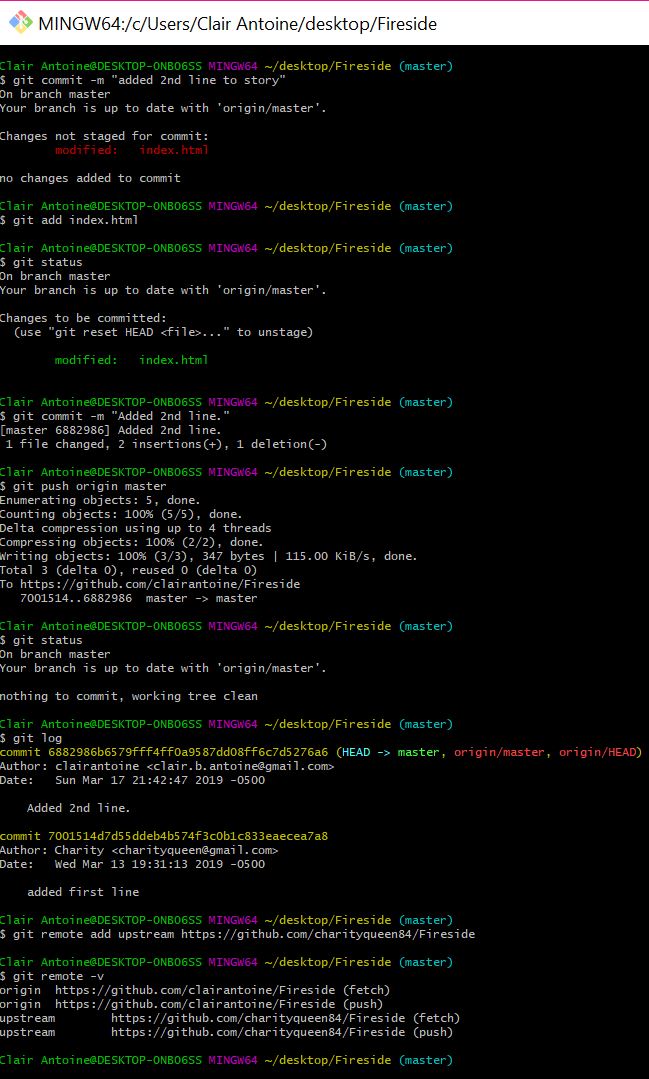 MINGW64:/c/Users/Clair Antoine/desktop/Fireside
Clair Antoine@DESKTOP-ONBO6SS MINGW64 ~/desktop/Fireside (master)
$ git commit -m "added 2nd line to story"
On branch master
Your branch is up to date with 'origin/master'.
Changes not staged for commit:
modified: index.html
no changes added to commit
Clair Antoine@DESKTOP-ONBO6SS MINGW64 ~/desktop/Fireside (master)
$ git add index.html
Clair Antoine@DESKTOP-ONBO6SS MINGW64 ~/desktop/Fireside (master)
$ git status
On branch master
Your branch is up to date with 'origin/master'.
Changes to be committed:
(use "git reset HEAD <file>..." to unstage)
modified: index.html
Clair Antoine@DESKTOP-ONBO6SS MINGW64 ~/desktop/Fireside (master)
$ git commit -m "Added 2nd line."
[master 6882986] Added 2nd line.
1 file changed, 2 insertions(+), 1 deletion(-)
Clair Antoine@DESKTOP-ONBO6SS MINGW64 ~/desktop/Fireside (master)
$ git push origin master
Enumerating objects: 5, done.
Counting objects: 100% (5/5), done.
Delta compression using up to 4 threads
Compressing objects: 100% (2/2), done.
Writing objects: 100% (3/3), 347 bytes | 115.00 KiB/s, done.
Total 3 (delta 0), reused 0 (delta 0)
To https://github.com/clairantoine/Fireside
7001514..6882986 master -> master
Clair Antoine@DESKTOP-ONBO6SS MINGW64 ~/desktop/Fireside (master)
$ git status
On branch master
Your branch is up to date with 'origin/master'.
nothing to commit, working tree clean
Clair Antoine@DESKTOP-ONBO6SS MINGW64 ~/desktop/Fireside (master)
$ git log
commit 6882986b6579fff4ff0a9587dd08ff6c7d5276a6 (HEAD -> master, origin/master, origin/HEAD)
Author: clairantoine <clair.b.antoine@gmail.com>
Date: Sun Mar 17 21:42:47 2019 -0500
Added 2nd line.
commit 7001514d7d55ddeb4b574f3c0b1c833eaecea7a8
Author: Charity <charityqueen@gmail.com>
Date: Wed Mar 13 19:31:13 2019 -0500
added first line
Clair Antoine@DESKTOP-ONBO6SS MINGW64 ~/desktop/Fireside (master)
$ git remote add upstream https://github.com/charityqueen84/Fireside
Clair Antoine@DESKTOP-ONBO6SS MINGW64 ~/desktop/Fireside (master)
$ git remote -v
origin https://github.com/clairantoine/Fireside (fetch)
origin https://github.com/clairantoine/Fireside (push)
upstream https://github.com/charityqueen84/Fireside (fetch)
upstream https://github.com/charityqueen84/Fireside (push)
Clair Antoine@DESKTOP-ONBO6SS MINGW64 ~/desktop/Fireside (master)